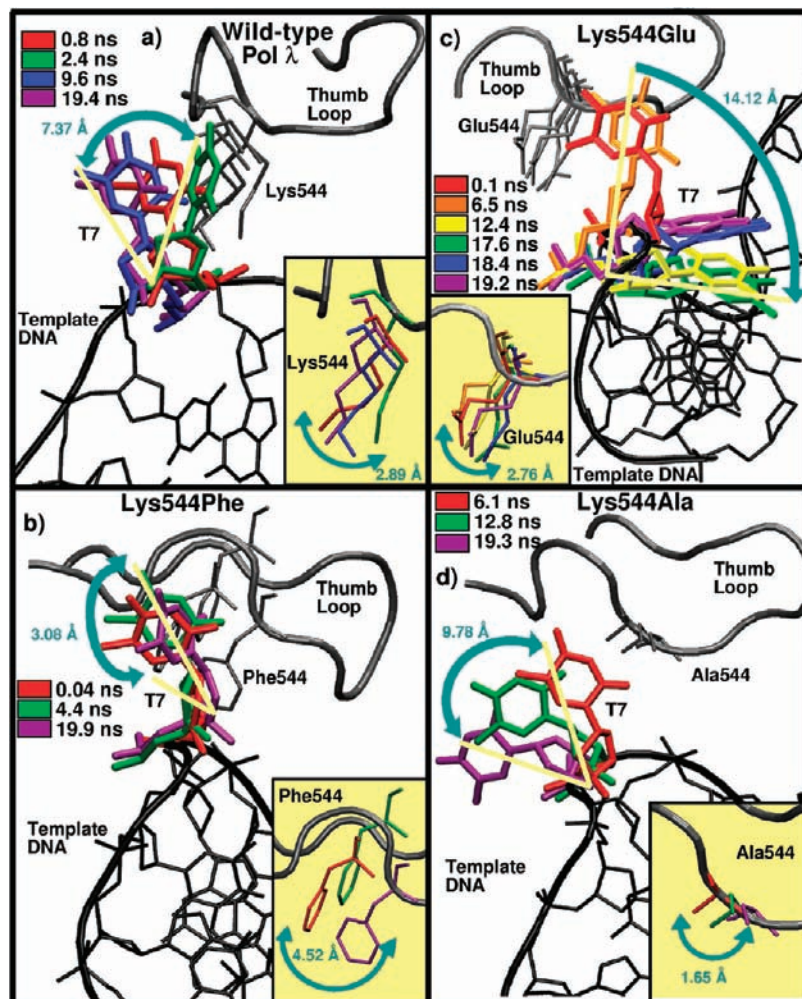 a)
Wild-type
Pol λ
0.8 ns
2.4 ns
9.6 ns
19.4 ns
7.37 Å
Thumb
Loop
Lys544
Template
DNA
Lys544
2.89 Å
c)
Lys544Glu
Thumb
Loop
Glu544
14.12 Å
T7
0.1 ns
6.5 ns
12.4 ns
17.6 ns
18.4 ns
19.2 ns
Glu544
2.76 Å
Template DNA
b)
Lys544Phe
Thumb
Loop
3.08 Å
Phe544
T7
0.04 ns
4.4 ns
19.9 ns
Template
DNA
Phe544
4.52 Å
Lys544Ala
6.1 ns
12.8 ns
19.3 ns
d)
Thumb
Loop
9.78 Å
Ala544
T7
Template
DNA
Ala544
1.65 Å